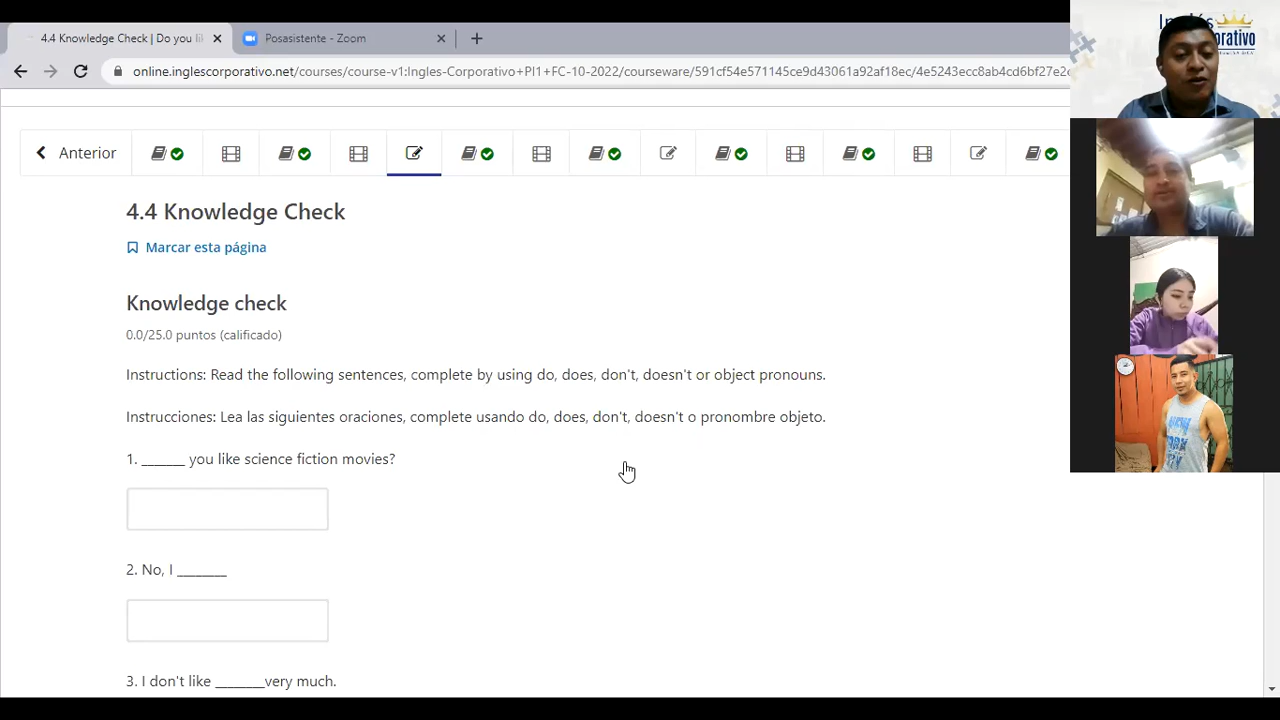 4.4 Knowledge Check | Do you li
Posasistente - Zoom
online.inglescorporativo.net/courses/course-v1:Ingles-Corporativo+PI1+FC-10-2022/courseware/591cf54e571145ce9d43061a92af18ec/4e5243ecc8ab4cd6bf27e2c
Anterior
4.4 Knowledge Check
Marcar esta página
Knowledge check
0.0/25.0 puntos (calificado)
Instructions: Read the following sentences, complete by using do, does, don't, doesn't or object pronouns.
Instrucciones: Lea las siguientes oraciones, complete usando do, does, don't, doesn't o pronombre objeto.
1. _______ you like science fiction movies?
2. No, I ________
3. I don't like ________very much.